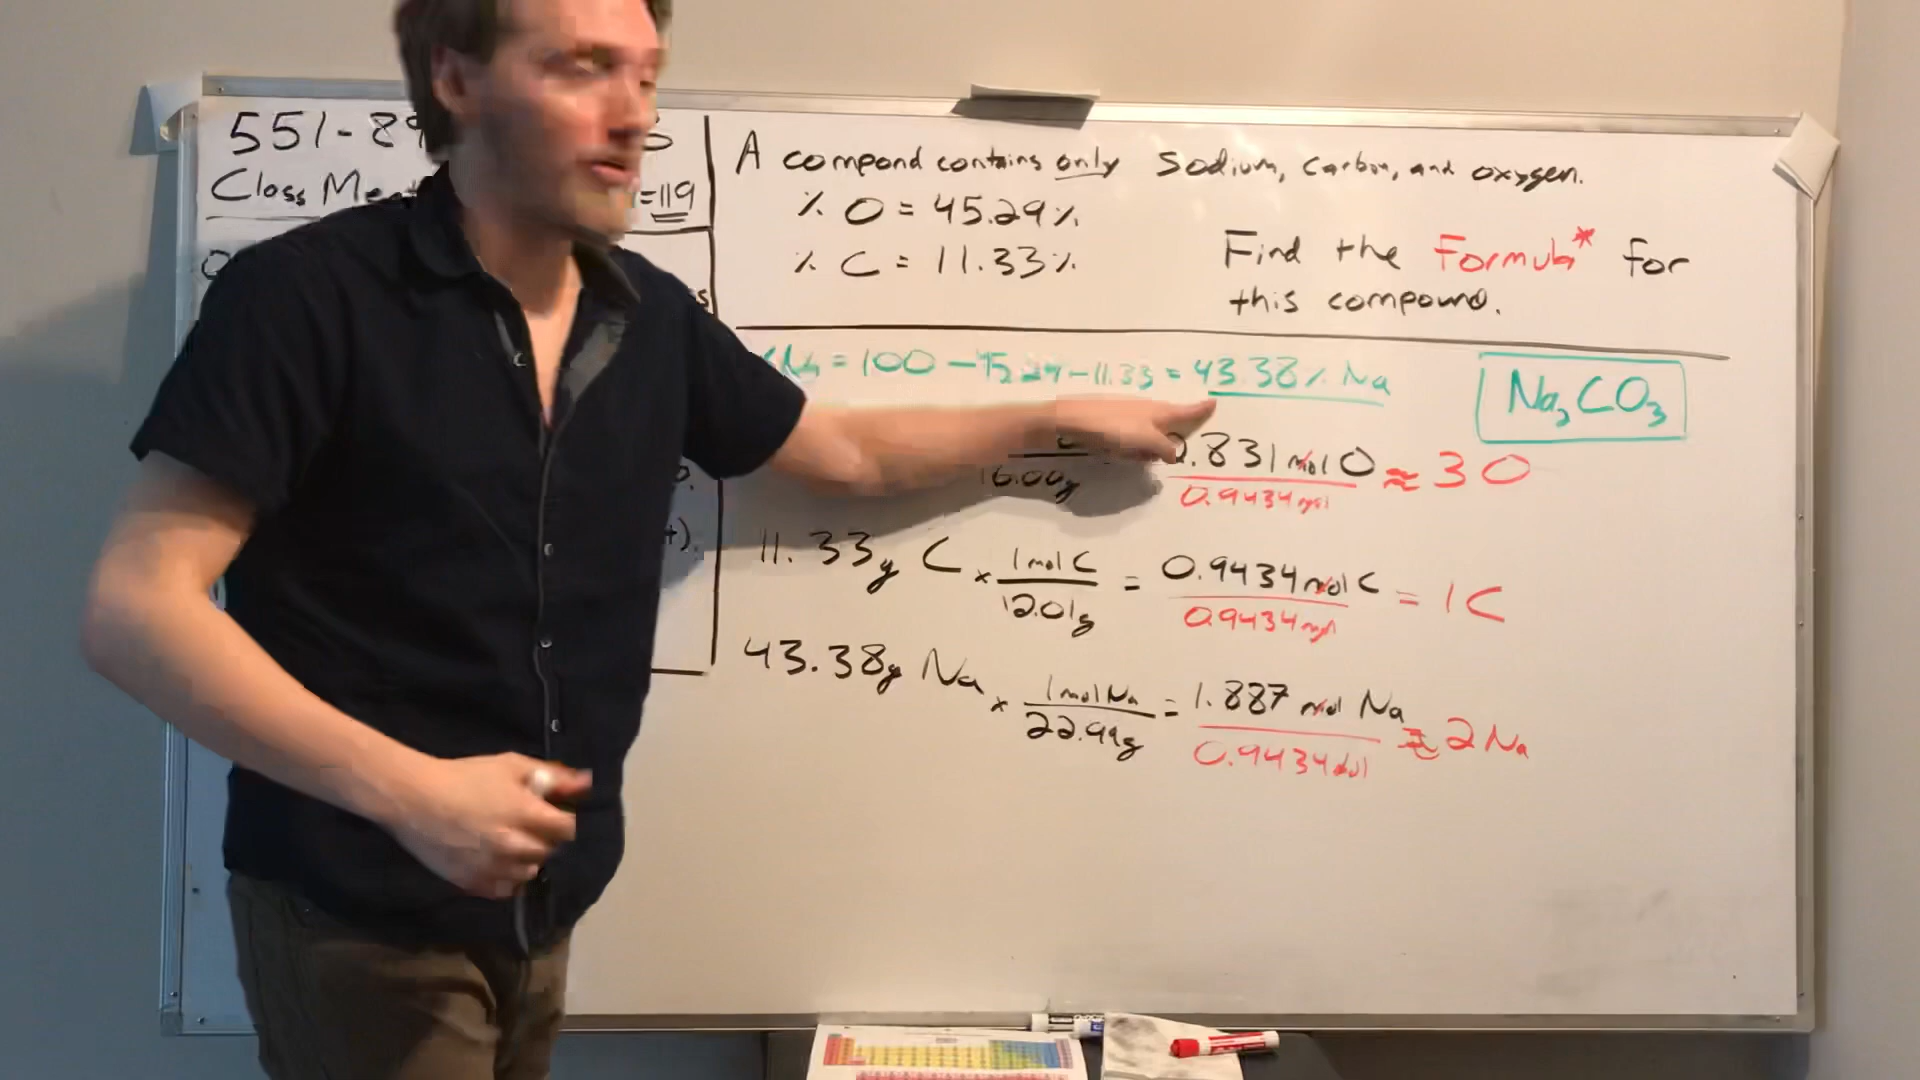 551-89
Class Meet
=119
A compond contains only Sodium, Carbon, and oxygen.
% O = 45.29%
% C = 11.33%
Find the Formula* for
this compound.
= 100 - 45.29 - 11.33 = 43.38% Na
Na₂CO₃
16.00g
.831 mol O
0.9434 mol
≈ 3 O
11.33g C × 1 mol C / 12.01g = 0.9434 mol C / 0.9434 mol = 1 C
43.38g Na × 1 mol Na / 22.99g = 1.887 mol Na / 0.9434 mol ≈ 2 Na